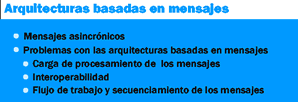 Arquitecturas basadas en mensajes
Mensajes asincrónicos
Problemas con las arquitecturas basadas en mensajes
Carga de procesamiento de los mensajes
Interoperabilidad
Flujo de trabajo y secuenciamiento de los mensajes